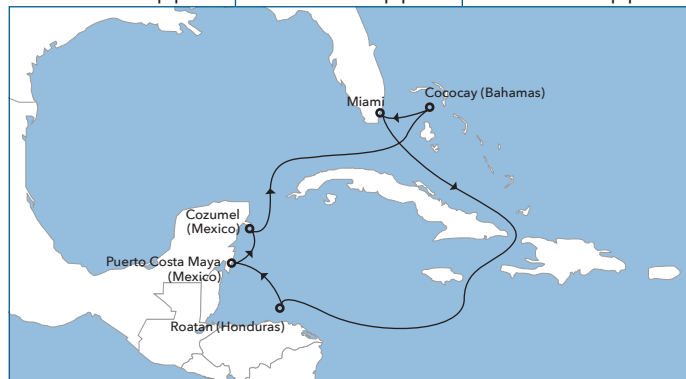 Miami
Cococay (Bahamas)
Cozumel
(Mexico)
Puerto Costa Maya
(Mexico)
Roatan (Honduras)